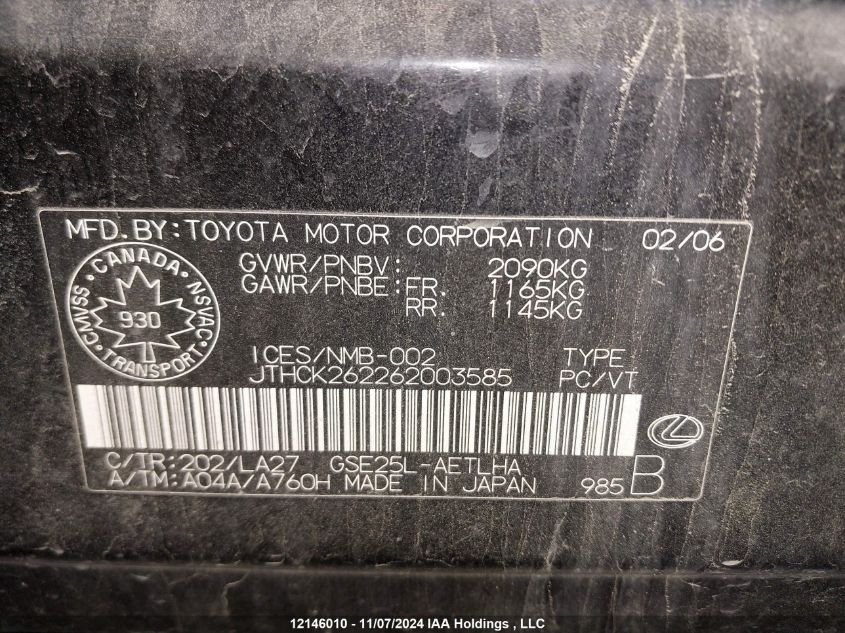 MFD.BY:TOYOTA MOTOR CORPORATION 02/06
GVWR/PNBV: 2090KG
GAWR/PNBE:FR. 1165KG
RR. 1145KG
CANADA
CMVSS NSVAC
930
TRANSPORT
ICES/NMB-002 TYPE
JTHCK262262003585 PC/VT
C/TR:202/LA27 GSE25L-AETLHA
A/TM:A04A/A760H MADE IN JAPAN 985 B
12146010 - 11/07/2024 IAA Holdings , LLC